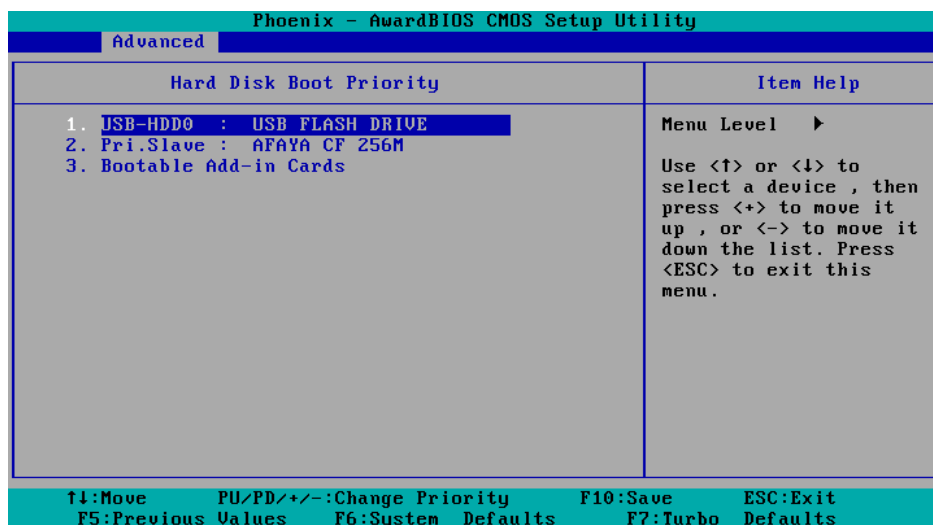 Phoenix - AwardBIOS CMOS Setup Utility
Advanced
Hard Disk Boot Priority
Item Help
1. USB-HDD0 : USB FLASH DRIVE
2. Pri.Slave : AFAYA CF 256M
3. Bootable Add-in Cards
Menu Level ▶
Use <↑> or <↓> to
select a device , then
press <+> to move it
up , or <-> to move it
down the list. Press
<ESC> to exit this
menu.
↑↓:Move PU/PD/+/-:Change Priority F10:Save ESC:Exit
F5:Previous Values F6:System Defaults F7:Turbo Defaults